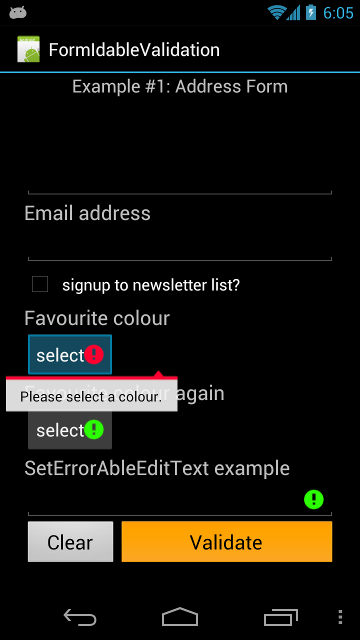 6:05
FormIdableValidation
Example #1: Address Form
Email address
signup to newsletter list?
Favourite colour
select
Favourite colour again
Please select a colour.
select
SetErrorAbleEditText example
Clear
Validate